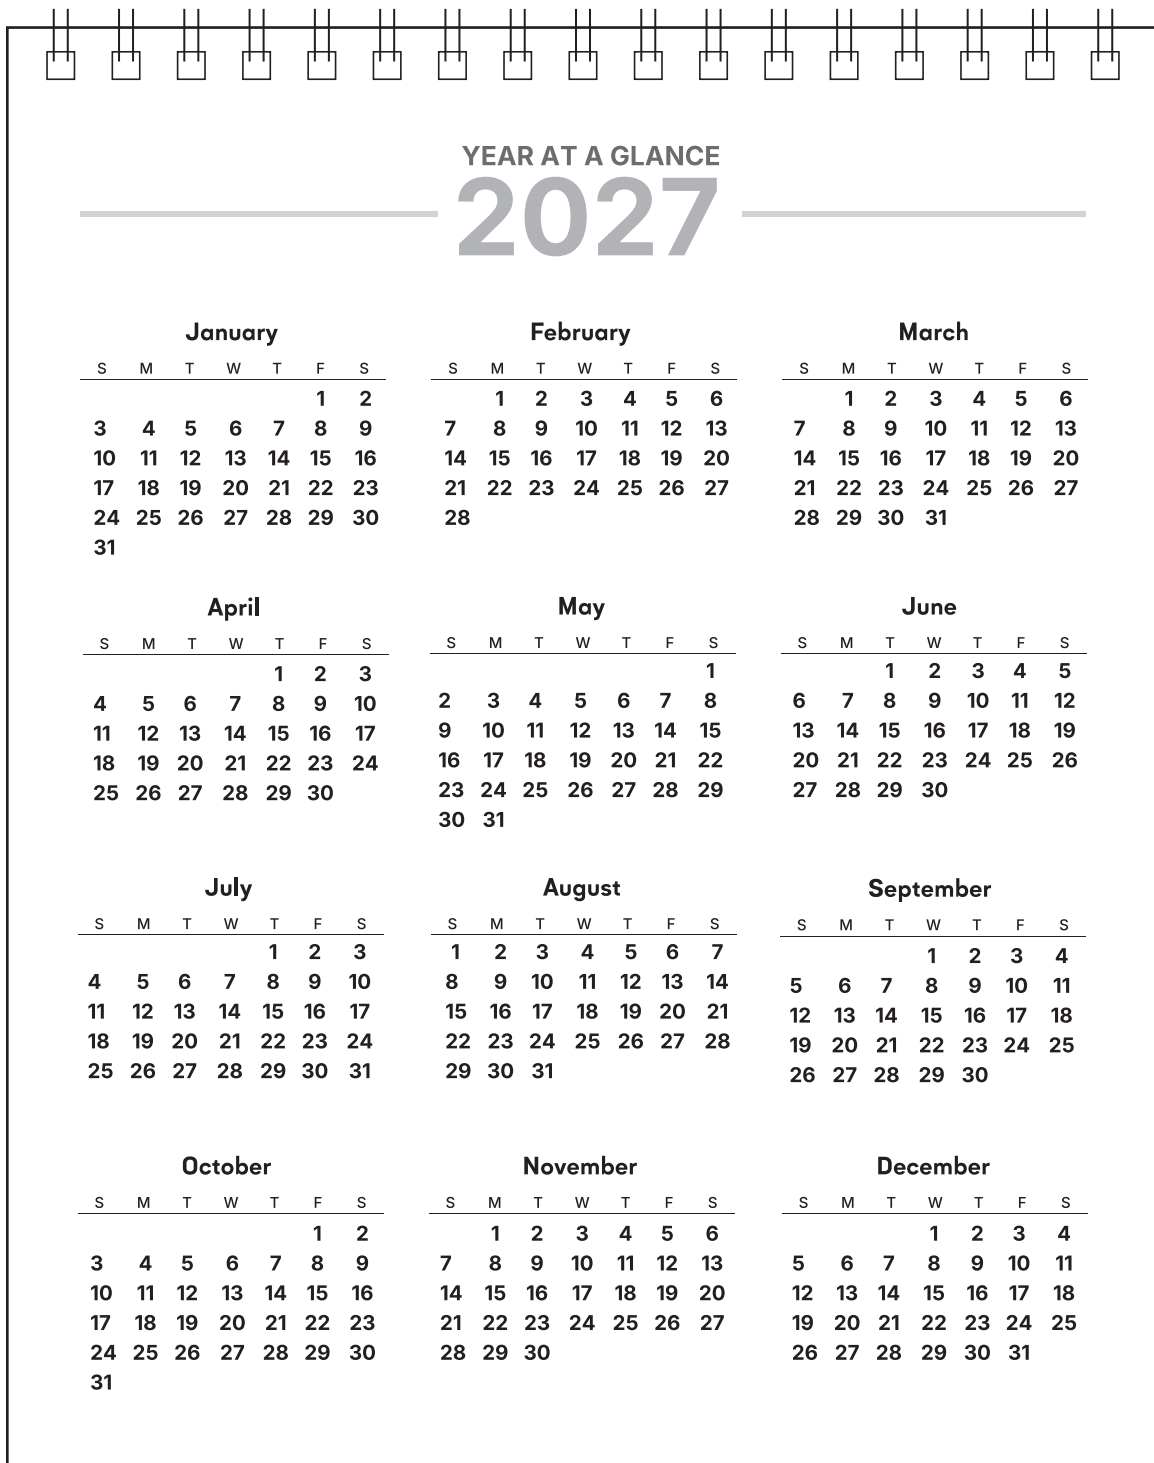 YEAR AT A GLANCE
2027
January
S M T W T F S
1 2
3 4 5 6 7 8 9
10 11 12 13 14 15 16
17 18 19 20 21 22 23
24 25 26 27 28 29 30
31
February
S M T W T F S
1 2 3 4 5 6
7 8 9 10 11 12 13
14 15 16 17 18 19 20
21 22 23 24 25 26 27
28
March
S M T W T F S
1 2 3 4 5 6
7 8 9 10 11 12 13
14 15 16 17 18 19 20
21 22 23 24 25 26 27
28 29 30 31
April
S M T W T F S
1 2 3
4 5 6 7 8 9 10
11 12 13 14 15 16 17
18 19 20 21 22 23 24
25 26 27 28 29 30
May
S M T W T F S
1
2 3 4 5 6 7 8
9 10 11 12 13 14 15
16 17 18 19 20 21 22
23 24 25 26 27 28 29
30 31
June
S M T W T F S
1 2 3 4 5
6 7 8 9 10 11 12
13 14 15 16 17 18 19
20 21 22 23 24 25 26
27 28 29 30
July
S M T W T F S
1 2 3
4 5 6 7 8 9 10
11 12 13 14 15 16 17
18 19 20 21 22 23 24
25 26 27 28 29 30 31
August
S M T W T F S
1 2 3 4 5 6 7
8 9 10 11 12 13 14
15 16 17 18 19 20 21
22 23 24 25 26 27 28
29 30 31
September
S M T W T F S
1 2 3 4
5 6 7 8 9 10 11
12 13 14 15 16 17 18
19 20 21 22 23 24 25
26 27 28 29 30
October
S M T W T F S
1 2
3 4 5 6 7 8 9
10 11 12 13 14 15 16
17 18 19 20 21 22 23
24 25 26 27 28 29 30
31
November
S M T W T F S
1 2 3 4 5 6
7 8 9 10 11 12 13
14 15 16 17 18 19 20
21 22 23 24 25 26 27
28 29 30
December
S M T W T F S
1 2 3 4
5 6 7 8 9 10 11
12 13 14 15 16 17 18
19 20 21 22 23 24 25
26 27 28 29 30 31